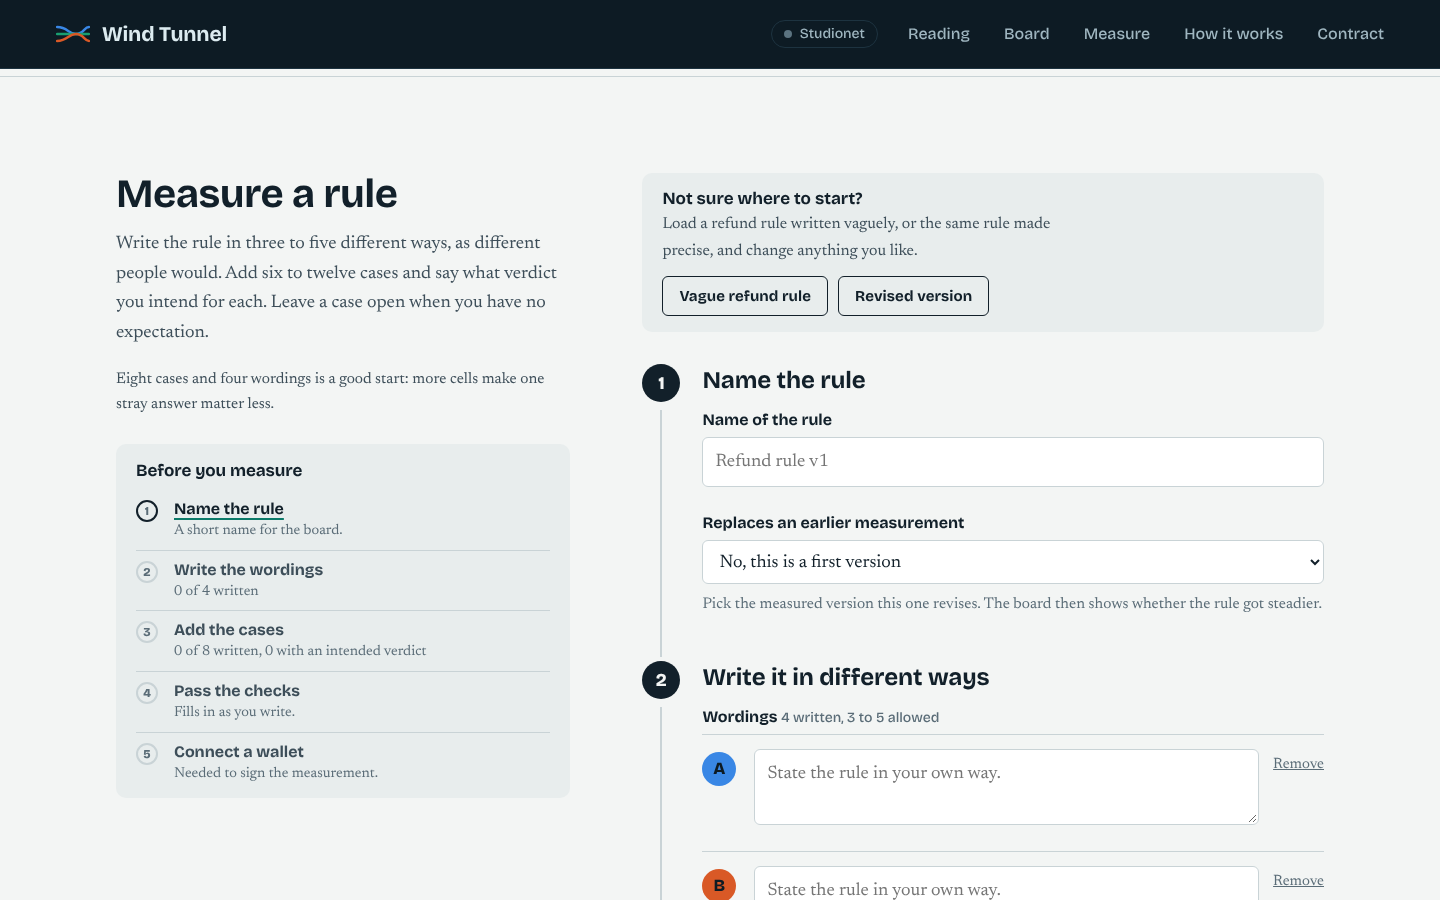 Wind Tunnel
Studionet
Reading
Board
Measure
How it works
Contract
Measure a rule
Write the rule in three to five different ways, as different
people would. Add six to twelve cases and say what verdict
you intend for each. Leave a case open when you have no
expectation.
Eight cases and four wordings is a good start: more cells make one
stray answer matter less.
Before you measure
1
Name the rule
A short name for the board.
2
Write the wordings
0 of 4 written
3
Add the cases
0 of 8 written, 0 with an intended verdict
4
Pass the checks
Fills in as you write.
5
Connect a wallet
Needed to sign the measurement.
Not sure where to start?
Load a refund rule written vaguely, or the same rule made
precise, and change anything you like.
Vague refund rule
Revised version
1
Name the rule
Name of the rule
Refund rule v1
Replaces an earlier measurement
No, this is a first version
Pick the measured version this one revises. The board then shows whether the rule got steadier.
2
Write it in different ways
Wordings 4 written, 3 to 5 allowed
A
State the rule in your own way.
Remove
B
State the rule in your own way.
Remove